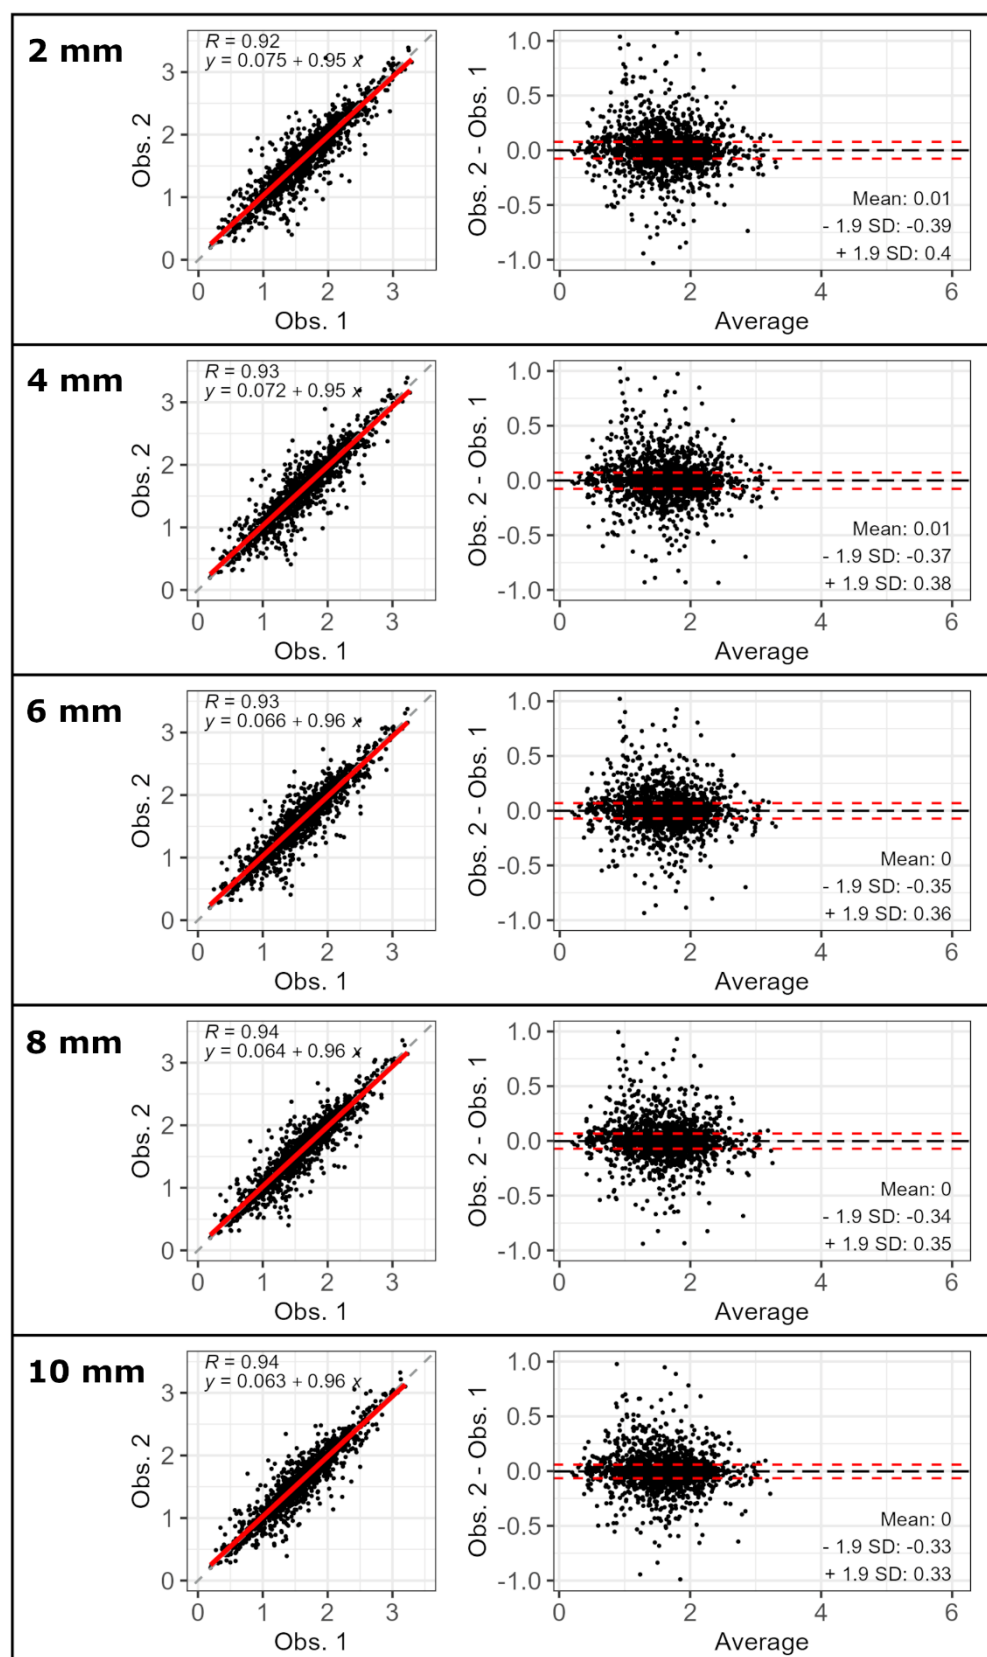 2 mm
R = 0.92
y = 0.075 + 0.95 x
3
2
1
0
Obs. 2
0 1 2 3
Obs. 1
1.0
0.5
0.0
-0.5
-1.0
Obs. 2 - Obs. 1
Mean: 0.01
- 1.9 SD: -0.39
+ 1.9 SD: 0.4
0 2 4 6
Average
4 mm
R = 0.93
y = 0.072 + 0.95 x
3
2
1
0
Obs. 2
0 1 2 3
Obs. 1
1.0
0.5
0.0
-0.5
-1.0
Obs. 2 - Obs. 1
Mean: 0.01
- 1.9 SD: -0.37
+ 1.9 SD: 0.38
0 2 4 6
Average
6 mm
R = 0.93
y = 0.066 + 0.96 x
3
2
1
0
Obs. 2
0 1 2 3
Obs. 1
1.0
0.5
0.0
-0.5
-1.0
Obs. 2 - Obs. 1
Mean: 0
- 1.9 SD: -0.35
+ 1.9 SD: 0.36
0 2 4 6
Average
8 mm
R = 0.94
y = 0.064 + 0.96 x
3
2
1
0
Obs. 2
0 1 2 3
Obs. 1
1.0
0.5
0.0
-0.5
-1.0
Obs. 2 - Obs. 1
Mean: 0
- 1.9 SD: -0.34
+ 1.9 SD: 0.35
0 2 4 6
Average
10 mm
R = 0.94
y = 0.063 + 0.96 x
3
2
1
0
Obs. 2
0 1 2 3
Obs. 1
1.0
0.5
0.0
-0.5
-1.0
Obs. 2 - Obs. 1
Mean: 0
- 1.9 SD: -0.33
+ 1.9 SD: 0.33
0 2 4 6
Average